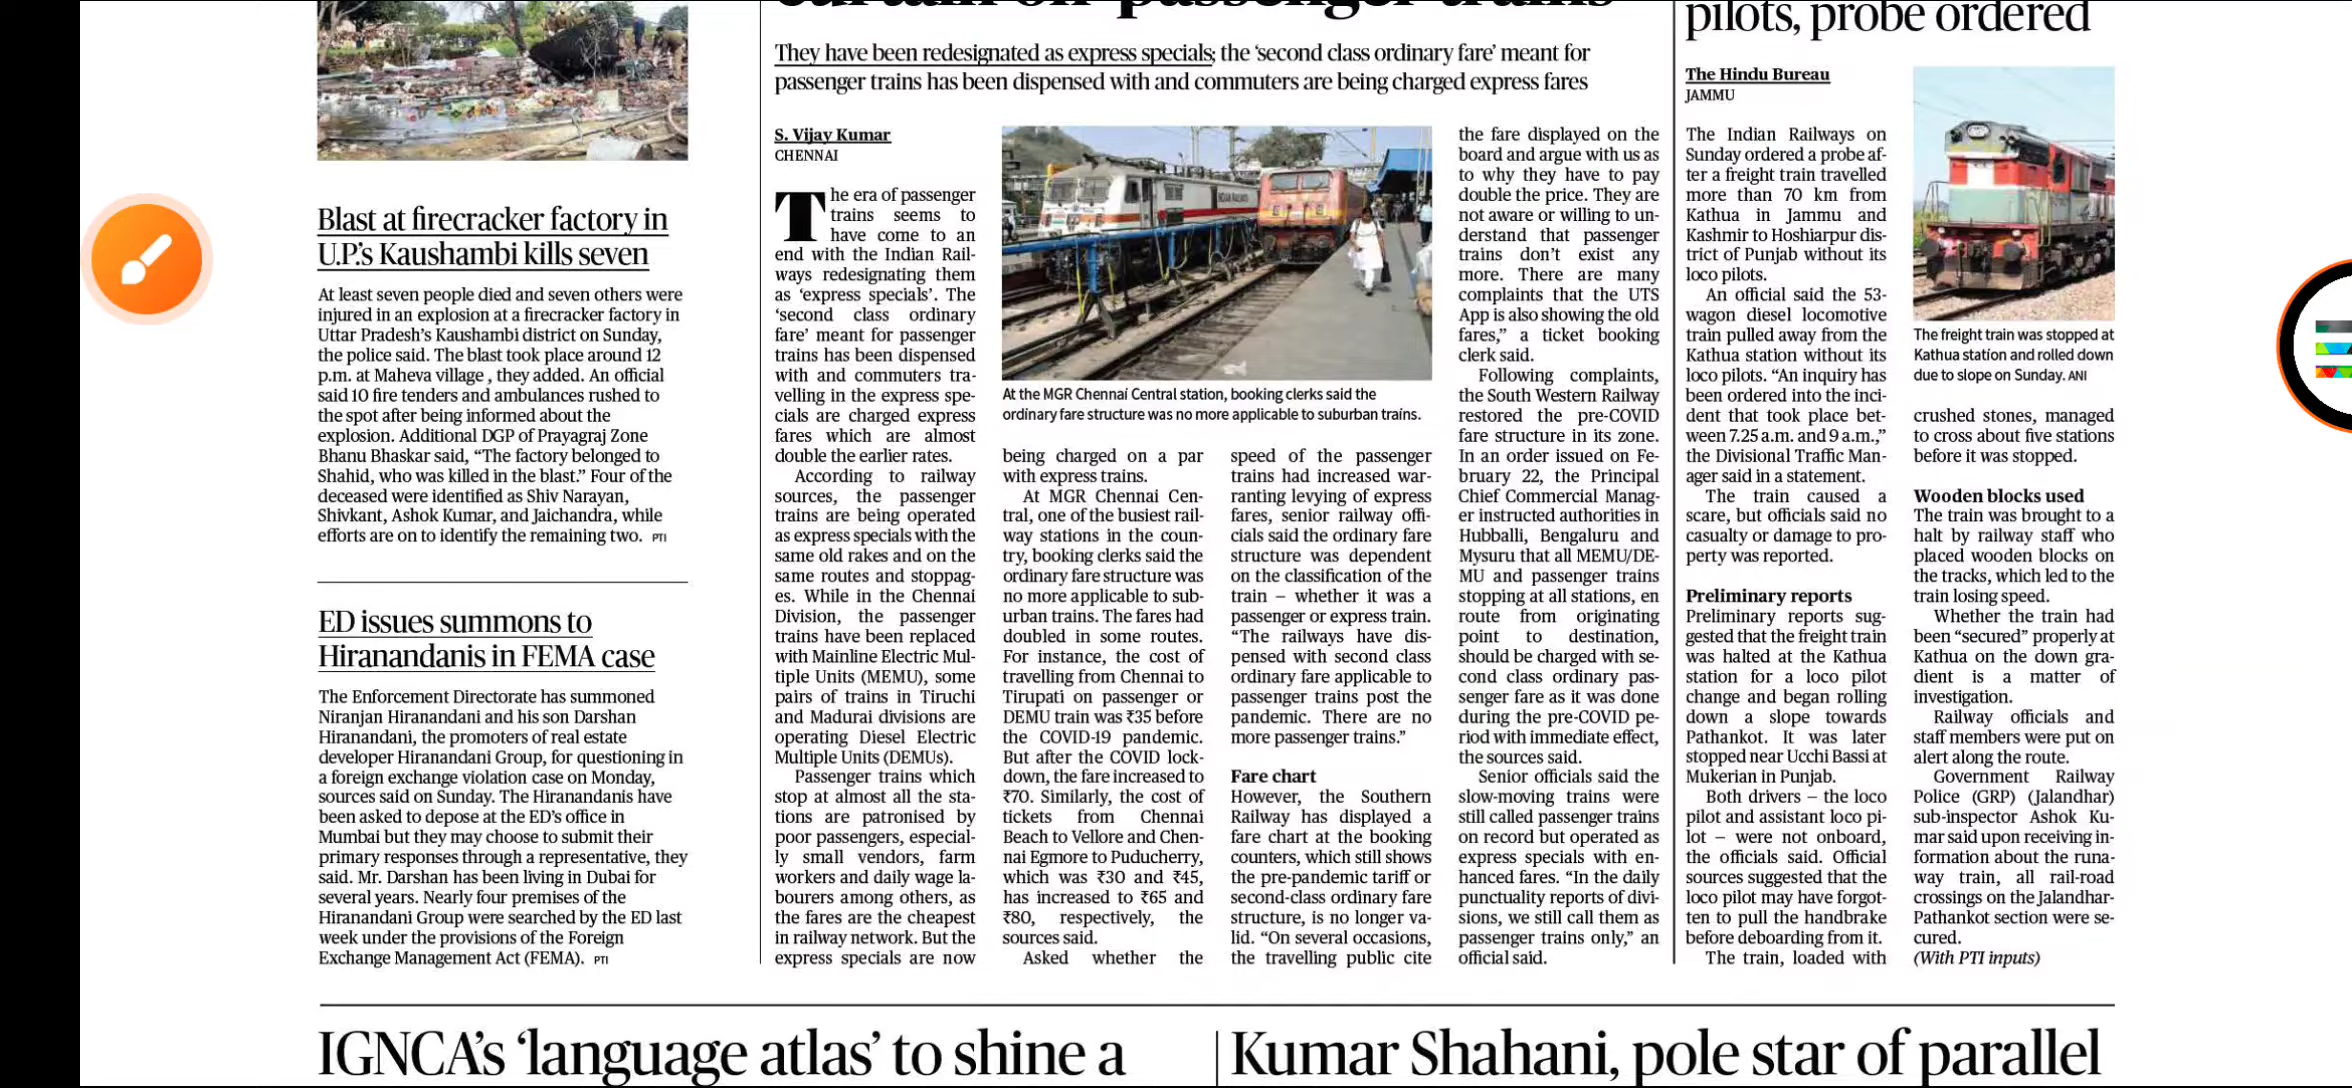 Blast at firecracker factory in
U.P.'s Kaushambi kills seven
At least seven people died and seven others were
injured in an explosion at a firecracker factory in
Uttar Pradesh's Kaushambi district on Sunday,
the police said. The blast took place around 12
p.m. at Maheva village , they added. An official
said 10 fire tenders and ambulances rushed to
the spot after being informed about the
explosion. Additional DGP of Prayagraj Zone
Bhanu Bhaskar said, “The factory belonged to
Shahid, who was killed in the blast.” Four of the
deceased were identified as Shiv Narayan,
Shivkant, Ashok Kumar, and Jaichandra, while
efforts are on to identify the remaining two. PTI
ED issues summons to
Hiranandanis in FEMA case
The Enforcement Directorate has summoned
Niranjan Hiranandani and his son Darshan
Hiranandani, the promoters of real estate
developer Hiranandani Group, for questioning in
a foreign exchange violation case on Monday,
sources said on Sunday. The Hiranandanis have
been asked to depose at the ED's office in
Mumbai but they may choose to submit their
primary responses through a representative, they
said. Mr. Darshan has been living in Dubai for
several years. Nearly four premises of the
Hiranandani Group were searched by the ED last
week under the provisions of the Foreign
Exchange Management Act (FEMA). PTI
curtain on ‘passenger trains’
They have been redesignated as express specials; the ‘second class ordinary fare’ meant for
passenger trains has been dispensed with and commuters are being charged express fares
S. Vijay Kumar
CHENNAI
The era of passenger
trains seems to
have come to an
end with the Indian Rail-
ways redesignating them
as ‘express specials’. The
‘second class ordinary
fare’ meant for passenger
trains has been dispensed
with and commuters tra-
velling in the express spe-
cials are charged express
fares which are almost
double the earlier rates.
According to railway
sources, the passenger
trains are being operated
as express specials with the
same old rakes and on the
same routes and stoppag-
es. While in the Chennai
Division, the passenger
trains have been replaced
with Mainline Electric Mul-
tiple Units (MEMU), some
pairs of trains in Tiruchi
and Madurai divisions are
operating Diesel Electric
Multiple Units (DEMUs).
Passenger trains which
stop at almost all the sta-
tions are patronised by
poor passengers, especial-
ly small vendors, farm
workers and daily wage la-
bourers among others, as
the fares are the cheapest
in railway network. But the
express specials are now
At the MGR Chennai Central station, booking clerks said the
ordinary fare structure was no more applicable to suburban trains.
being charged on a par
with express trains.
At MGR Chennai Cen-
tral, one of the busiest rail-
way stations in the coun-
try, booking clerks said the
ordinary fare structure was
no more applicable to sub-
urban trains. The fares had
doubled in some routes.
For instance, the cost of
travelling from Chennai to
Tirupati on passenger or
DEMU train was ₹35 before
the COVID-19 pandemic.
But after the COVID lock-
down, the fare increased to
₹70. Similarly, the cost of
tickets from Chennai
Beach to Vellore and Chen-
nai Egmore to Puducherry,
which was ₹30 and ₹45,
has increased to ₹65 and
₹80, respectively, the
sources said.
Asked whether the
speed of the passenger
trains had increased war-
ranting levying of express
fares, senior railway offi-
cials said the ordinary fare
structure was dependent
on the classification of the
train – whether it was a
passenger or express train.
“The railways have dis-
pensed with second class
ordinary fare applicable to
passenger trains post the
pandemic. There are no
more passenger trains.”
Fare chart
However, the Southern
Railway has displayed a
fare chart at the booking
counters, which still shows
the pre-pandemic tariff or
second-class ordinary fare
structure, is no longer va-
lid. “On several occasions,
the travelling public cite
the fare displayed on the
board and argue with us as
to why they have to pay
double the price. They are
not aware or willing to un-
derstand that passenger
trains don't exist any
more. There are many
complaints that the UTS
App is also showing the old
fares,” a ticket booking
clerk said.
Following complaints,
the South Western Railway
restored the pre-COVID
fare structure in its zone.
In an order issued on Fe-
bruary 22, the Principal
Chief Commercial Manag-
er instructed authorities in
Hubballi, Bengaluru and
Mysuru that all MEMU/DE-
MU and passenger trains
stopping at all stations, en
route from originating
point to destination,
should be charged with se-
cond class ordinary pas-
senger fare as it was done
during the pre-COVID pe-
riod with immediate effect,
the sources said.
Senior officials said the
slow-moving trains were
still called passenger trains
on record but operated as
express specials with en-
hanced fares. “In the daily
punctuality reports of divi-
sions, we still call them as
passenger trains only,” an
official said.
pilots, probe ordered
The Hindu Bureau
JAMMU
The Indian Railways on
Sunday ordered a probe af-
ter a freight train travelled
more than 70 km from
Kathua in Jammu and
Kashmir to Hoshiarpur dis-
trict of Punjab without its
loco pilots.
An official said the 53-
wagon diesel locomotive
train pulled away from the
Kathua station without its
loco pilots. “An inquiry has
been ordered into the inci-
dent that took place bet-
ween 7.25 a.m. and 9 a.m.,”
the Divisional Traffic Man-
ager said in a statement.
The train caused a
scare, but officials said no
casualty or damage to pro-
perty was reported.
Preliminary reports
Preliminary reports sug-
gested that the freight train
was halted at the Kathua
station for a loco pilot
change and began rolling
down a slope towards
Pathankot. It was later
stopped near Ucchi Bassi at
Mukerian in Punjab.
Both drivers – the loco
pilot and assistant loco pi-
lot – were not onboard,
the officials said. Official
sources suggested that the
loco pilot may have forgot-
ten to pull the handbrake
before deboarding from it.
The train, loaded with
The freight train was stopped at
Kathua station and rolled down
due to slope on Sunday. ANI
crushed stones, managed
to cross about five stations
before it was stopped.
Wooden blocks used
The train was brought to a
halt by railway staff who
placed wooden blocks on
the tracks, which led to the
train losing speed.
Whether the train had
been “secured” properly at
Kathua on the down gra-
dient is a matter of
investigation.
Railway officials and
staff members were put on
alert along the route.
Government Railway
Police (GRP) (Jalandhar)
sub-inspector Ashok Ku-
mar said upon receiving in-
formation about the runa-
way train, all rail-road
crossings on the Jalandhar-
Pathankot section were se-
cured.
(With PTI inputs)
IGNCA's ‘language atlas’ to shine a
Kumar Shahani, pole star of parallel